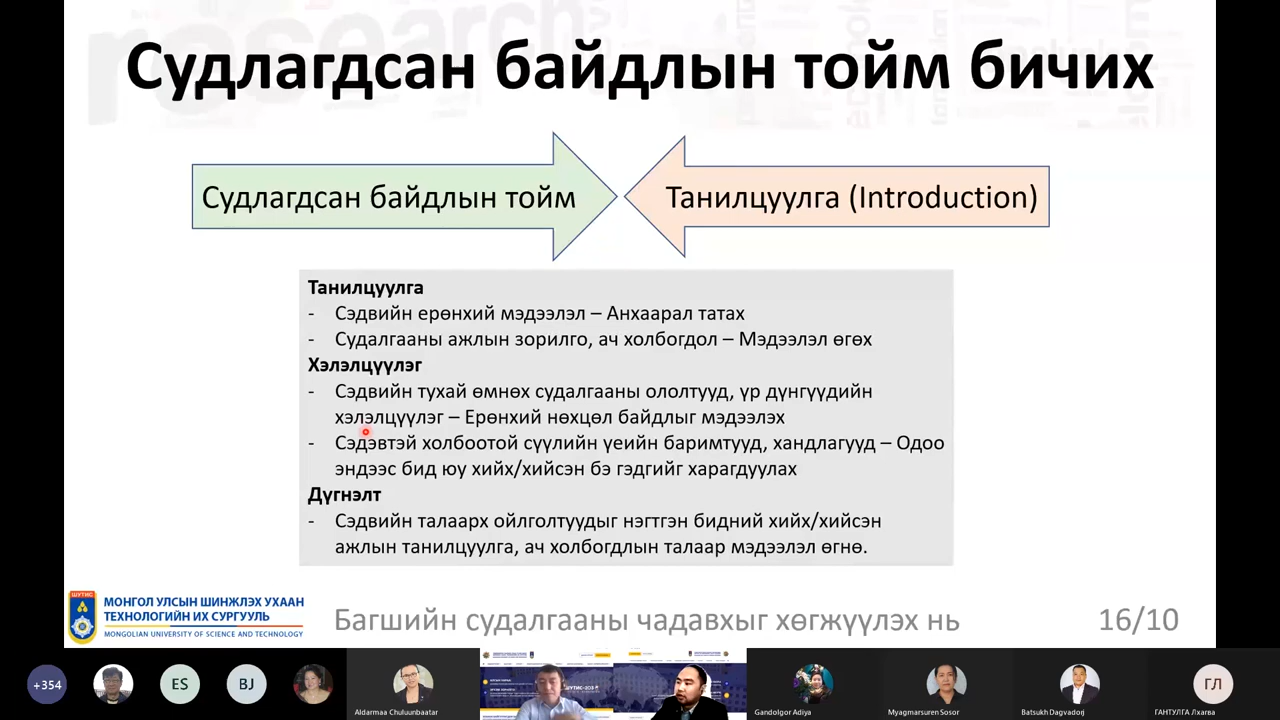 Судлагдсан байдлын тойм бичих
Судлагдсан байдлын тойм
Танилцуулга (Introduction)
Танилцуулга
- Сэдвийн ерөнхий мэдээлэл – Анхаарал татах
- Судалгааны ажлын зорилго, ач холбогдол – Мэдээлэл өгөх
Хэлэлцүүлэг
- Сэдвийн тухай өмнөх судалгааны ололтууд, үр дүнгүүдийн
хэлэлцүүлэг – Ерөнхий нөхцөл байдлыг мэдээлэх
- Сэдэвтэй холбоотой сүүлийн үеийн баримтууд, хандлагууд – Одоо
эндээс бид юу хийх/хийсэн бэ гэдгийг харагдуулах
Дүгнэлт
- Сэдвийн талаарх ойлголтуудыг нэгтгэн бидний хийх/хийсэн
ажлын танилцуулга, ач холбогдлын талаар мэдээлэл өгнө.
ШУТИС
МОНГОЛ УЛСЫН ШИНЖЛЭХ УХААН
ТЕХНОЛОГИЙН ИХ СУРГУУЛЬ
MONGOLIAN UNIVERSITY OF SCIENCE AND TECHNOLOGY
Багшийн судалгааны чадавхыг хөгжүүлэх нь
16/10
+354
ES
BJ
Aldarmaa Chuluunbaatar
Gandolgor Adiya
Myagmarsuren Sosor
Batsukh Dagvadorj
ГЛ
ГАНТУЛГА Лхагва